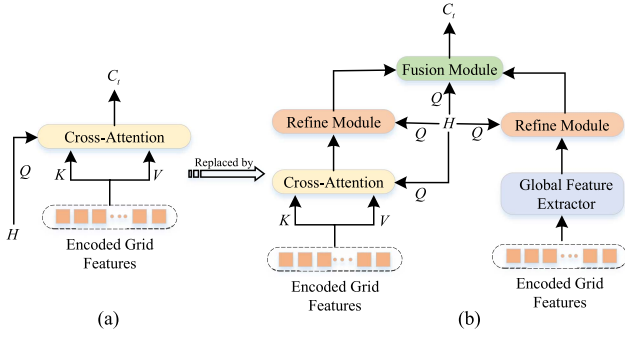 C_t
Cross-Attention
Q
K
V
H
Encoded Grid
Features
(a)
Replaced by
C_t
Fusion Module
Q
Refine Module
Q
H
Q
Refine Module
Cross-Attention
Q
K
V
Global Feature
Extractor
Encoded Grid
Features
Encoded Grid
Features
(b)